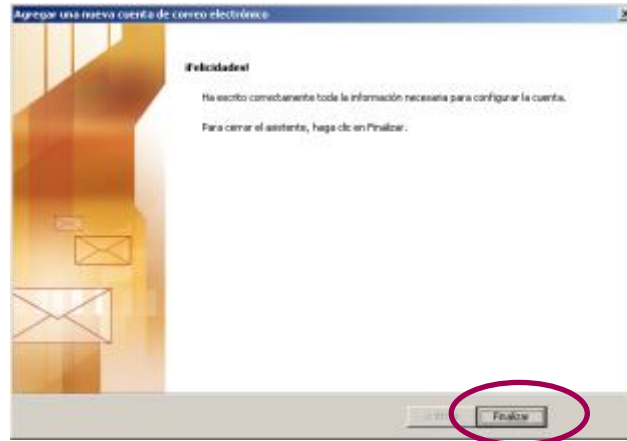 Agregar una nueva cuenta de correo electrónico
¡Felicidades!
Ha escrito correctamente toda la información necesaria para configurar la cuenta.
Para cerrar el asistente, haga clic en Finalizar.
Finalizar